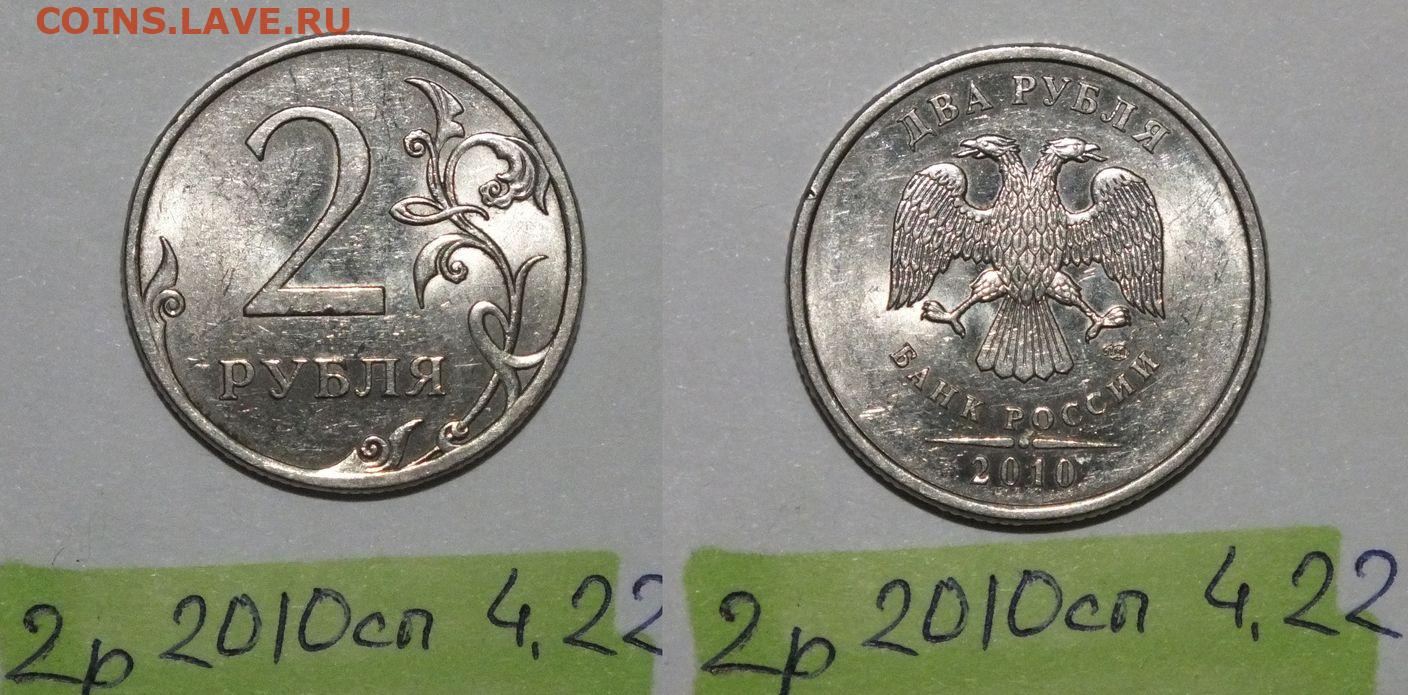 COINS.LAVE.RU
2
РУБЛЯ
ДВА РУБЛЯ
БАНК РОССИИ
2010
2р 2010сп 4,22
2р 2010сп 4,22